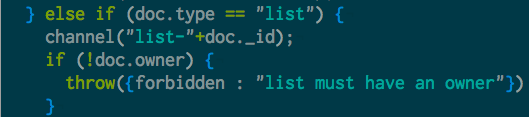 } else if (doc.type == "list") {
channel("list-"+doc._id);
if (!doc.owner) {
throw({forbidden : "list must have an owner"})
}